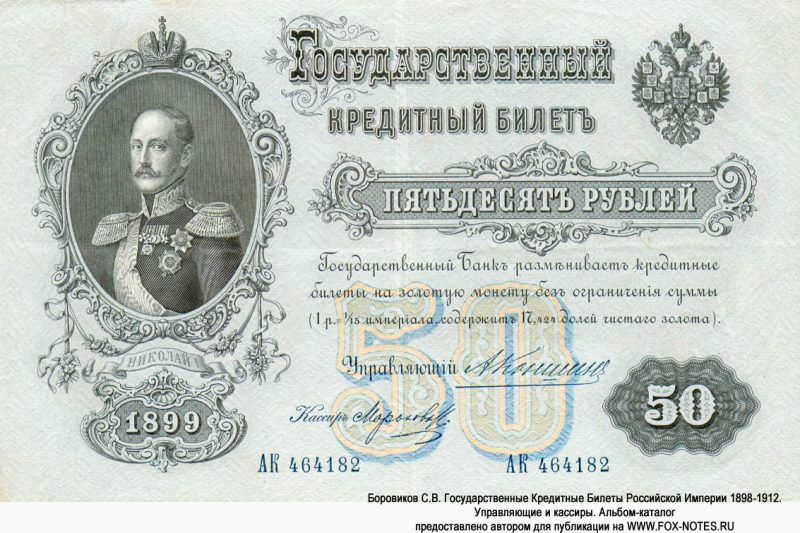 Государственный
кредитный билетъ
пятьдесятъ рублей
Государственный Банкъ размѣниваетъ кредитные
билеты на золотую монету безъ ограниченія суммы
(1 р.= 1/15 имперіала, содержитъ 17,424 долей чистаго золота).
Управляющій
50
Кассиръ
НИКОЛАЙ I
1899
50
АК 464182
АК 464182
Боровиков С.В. Государственные Кредитные Билеты Российской Империи 1898-1912.
Управляющие и кассиры. Альбом-каталог
предоставлено автором для публикации на WWW.FOX-NOTES.RU